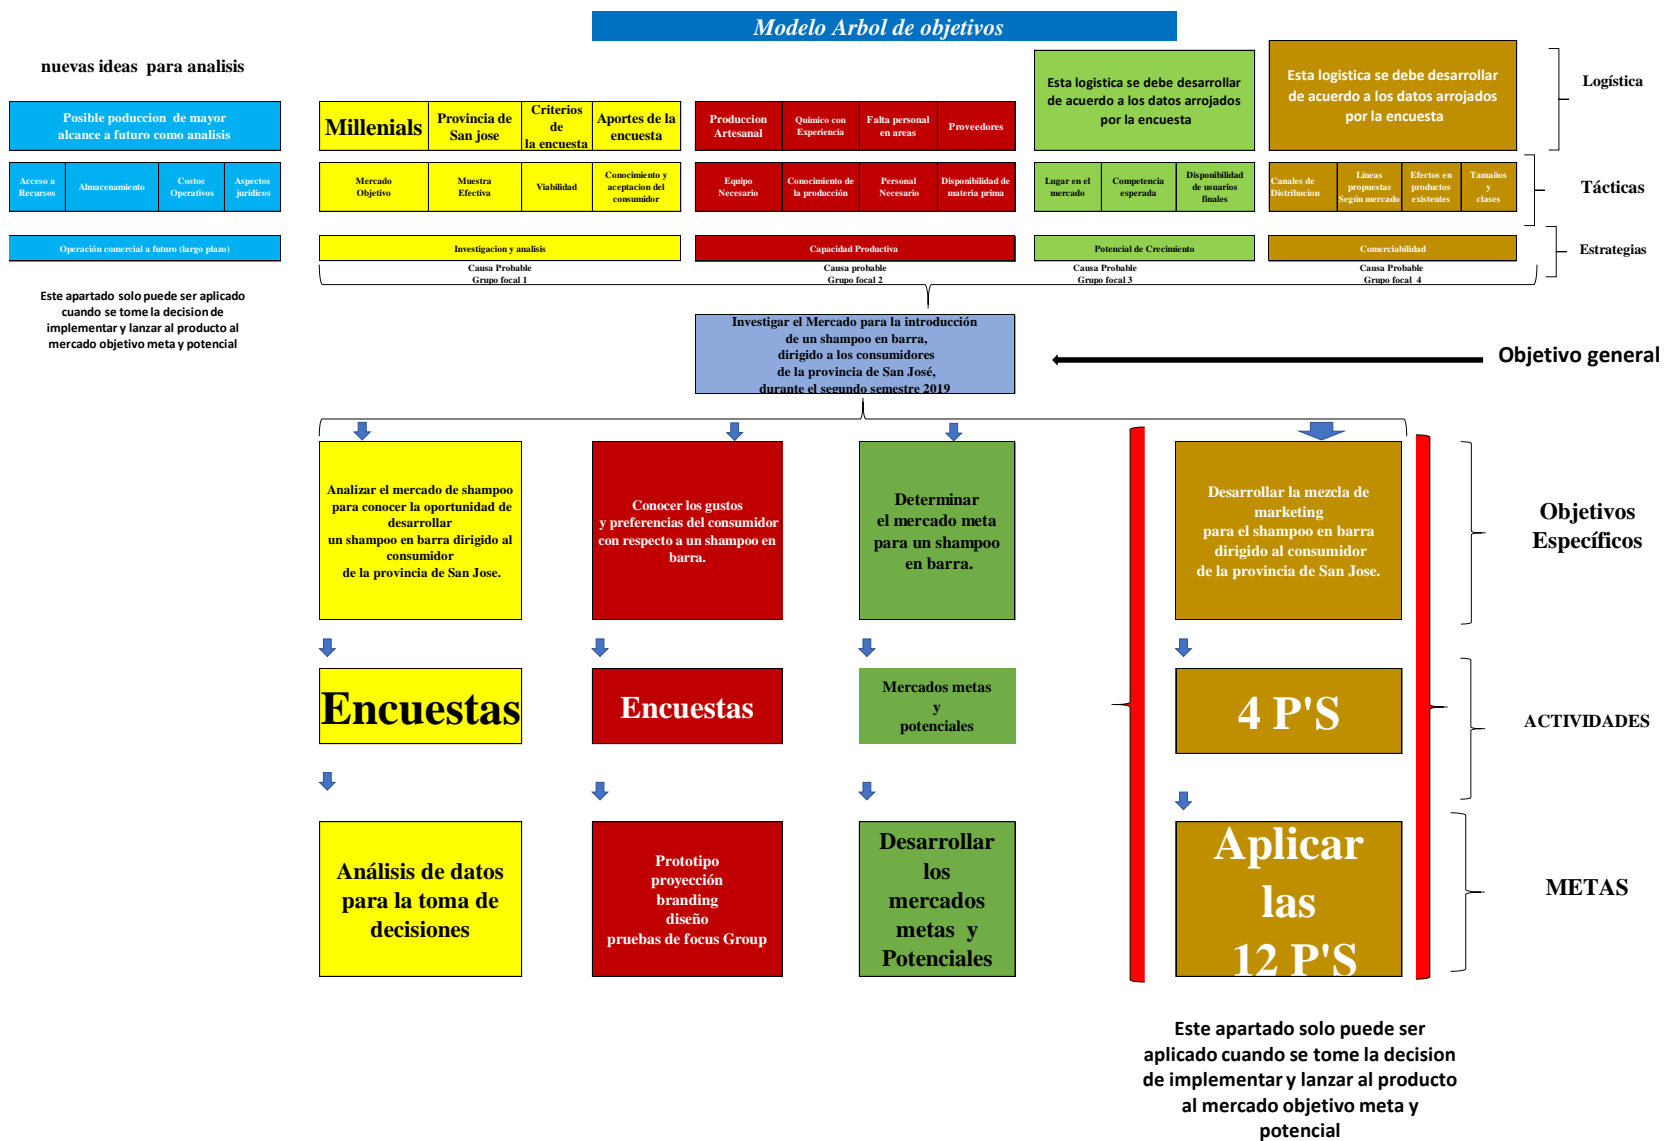 Modelo Arbol de objetivos
nuevas ideas  para analisis
Posible poduccion  de mayor
alcance a futuro como analisis
Millenials
Provincia de
San jose
Criterios
de
la encuesta
Aportes de la
encuesta
Produccion
Artesanal
Quimico con
Experiencia
Falta personal
en areas
Proveedores
Esta logistica se debe desarrollar
de acuerdo a los datos arrojados
por la encuesta
Esta logistica se debe desarrollar
de acuerdo a los datos arrojados
por la encuesta
Logística
Acceso a
Recursos
Almacenamiento
Costos
Operativos
Aspectos
juridicos
Mercado
Objetivo
Muestra
Efectiva
Viabilidad
Conocimiento y
aceptacion del
consumidor
Equipo
Necesario
Conocimiento de
la producción
Personal
Necesario
Disponibilidad de
materia prima
Lugar en el
mercado
Competencia
esperada
Disponibilidad
de usuarios
finales
Canales de
Distribucion
Líneas
propuestas
Según mercado
Efectos en
productos
existentes
Tamaños
y
clases
Tácticas
Operación comercial a futuro (largo plazo)
Investigacion y analisis
Capacidad Productiva
Potencial de Crecimiento
Comerciabilidad
Estrategias
Causa Probable
Grupo focal 1
Causa probable
Grupo focal 2
Causa Probable
Grupo focal 3
Causa Probable
Grupo focal  4
Este apartado solo puede ser aplicado
cuando se tome la decision de
implementar y lanzar al producto al
mercado objetivo meta y potencial
Investigar el Mercado para la introducción
de un shampoo en barra,
dirigido a los consumidores
de la provincia de San José,
durante el segundo semestre 2019
Objetivo general
Analizar el mercado de shampoo
para conocer la oportunidad de
desarrollar
un shampoo en barra dirigido al
consumidor
de la provincia de San Jose.
Conocer los gustos
y preferencias del consumidor
con respecto a un shampoo en
barra.
Determinar
el mercado meta
para un shampoo
en barra.
Desarrollar la mezcla de
marketing
para el shampoo en barra
dirigido al consumidor
de la provincia de San Jose.
Objetivos
Específicos
Encuestas
Encuestas
Mercados metas
y
potenciales
4 P'S
ACTIVIDADES
Análisis de datos
para la toma de
decisiones
Prototipo
proyección
branding
diseño
pruebas de focus Group
Desarrollar
los
mercados
metas  y
Potenciales
Aplicar
las
12 P'S
METAS
Este apartado solo puede ser
aplicado cuando se tome la decision
de implementar y lanzar al producto
al mercado objetivo meta y
potencial